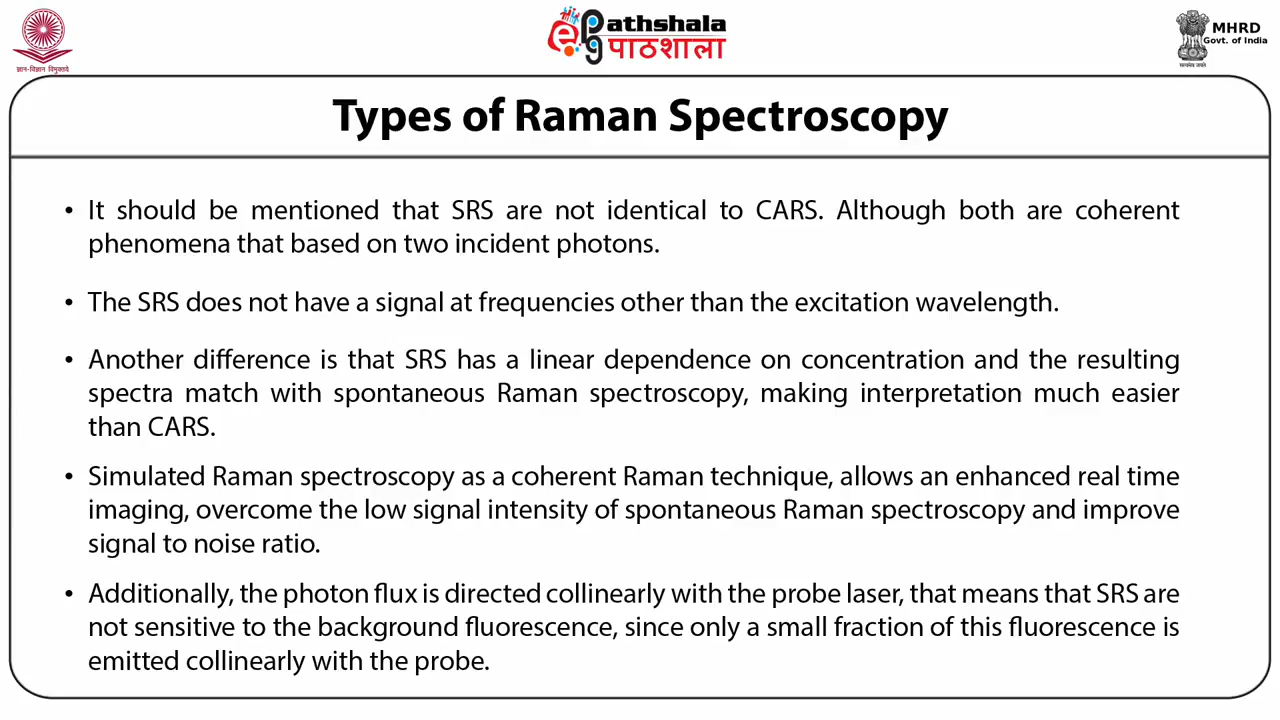 ज्ञान-विज्ञान विमुक्तये
ePG
athshala
पाठशाला
सत्यमेव जयते
MHRD
Govt. of India
Types of Raman Spectroscopy
• It should be mentioned that SRS are not identical to CARS. Although both are coherent
phenomena that based on two incident photons.
• The SRS does not have a signal at frequencies other than the excitation wavelength.
• Another difference is that SRS has a linear dependence on concentration and the resulting
spectra match with spontaneous Raman spectroscopy, making interpretation much easier
than CARS.
• Simulated Raman spectroscopy as a coherent Raman technique, allows an enhanced real time
imaging, overcome the low signal intensity of spontaneous Raman spectroscopy and improve
signal to noise ratio.
• Additionally, the photon flux is directed collinearly with the probe laser, that means that SRS are
not sensitive to the background fluorescence, since only a small fraction of this fluorescence is
emitted collinearly with the probe.